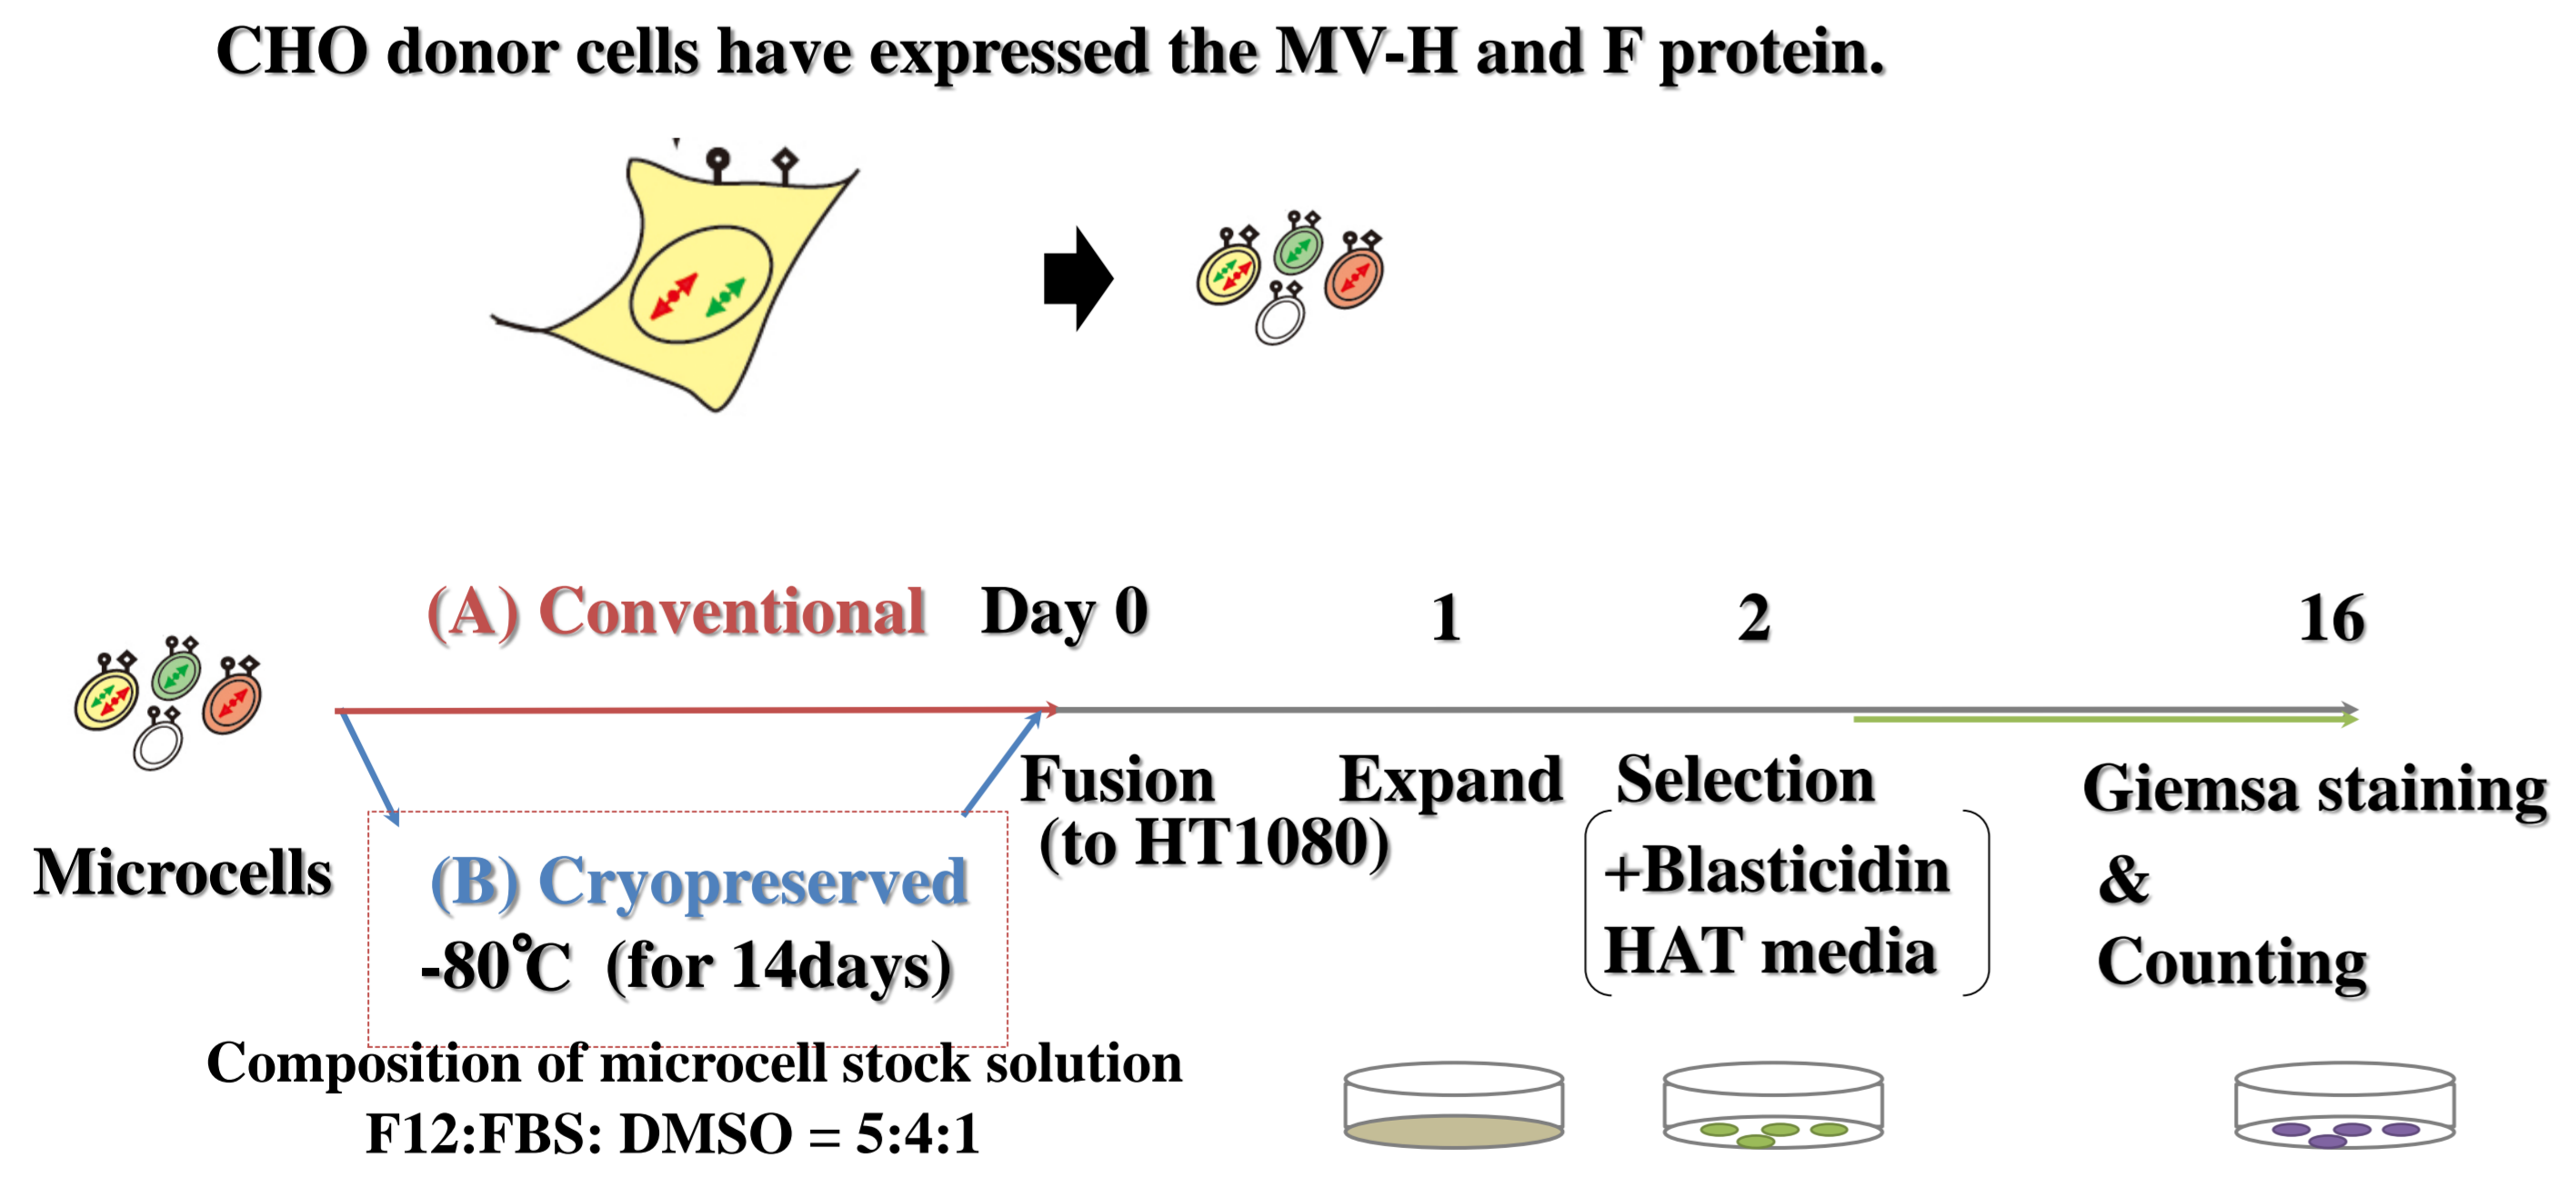 CHO donor cells have expressed the MV-H and F protein.
(A) Conventional
Day 0
1
2
16
Microcells
(B) Cryopreserved
-80℃ (for 14days)
Composition of microcell stock solution
F12:FBS: DMSO = 5:4:1
Fusion
(to HT1080)
Expand
Selection
+Blasticidin
HAT media
Giemsa staining
&
Counting